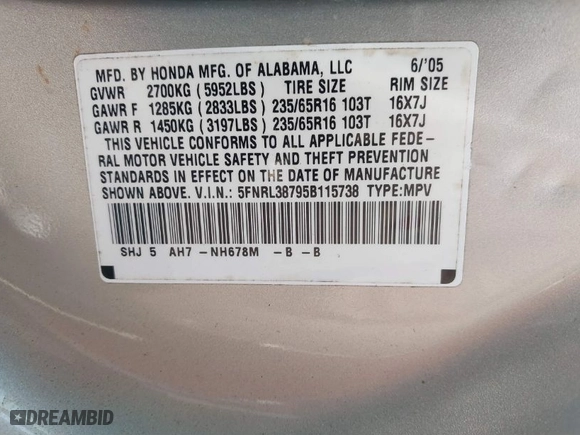 MFD. BY HONDA MFG. OF ALABAMA, LLC 6/'05
GVWR 2700KG (5952LBS) TIRE SIZE RIM SIZE
GAWR F 1285KG (2833LBS) 235/65R16 103T 16X7J
GAWR R 1450KG (3197LBS) 235/65R16 103T 16X7J
THIS VEHICLE CONFORMS TO ALL APPLICABLE FEDE-
RAL MOTOR VEHICLE SAFETY AND THEFT PREVENTION
STANDARDS IN EFFECT ON THE DATE OF MANUFACTURE
SHOWN ABOVE. V.I.N.: 5FNRL38795B115738 TYPE:MPV
SHJ 5 AH7 -NH678M -B -B
DREAMBID